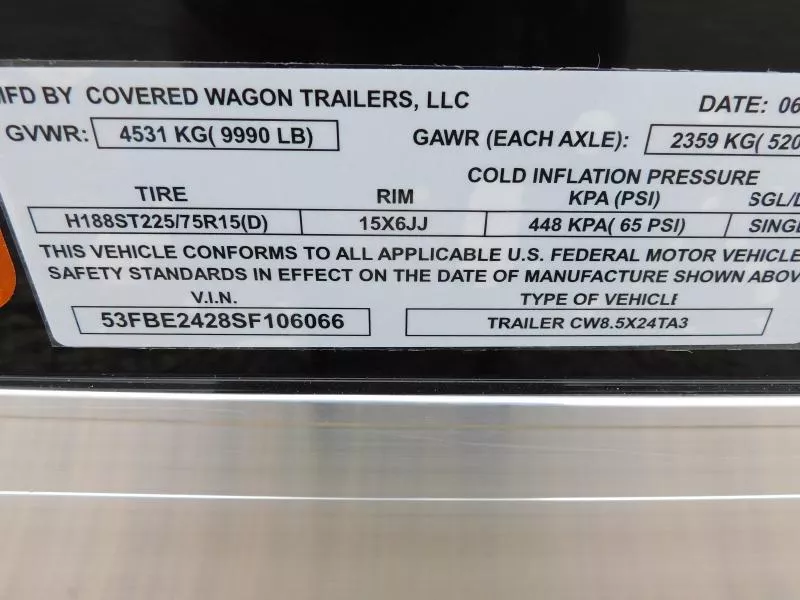 MFD BY COVERED WAGON TRAILERS, LLC DATE: 06
GVWR: 4531 KG( 9990 LB) GAWR (EACH AXLE): 2359 KG( 520
COLD INFLATION PRESSURE
TIRE RIM KPA (PSI) SGL/D
H188ST225/75R15(D) 15X6JJ 448 KPA( 65 PSI) SINGL
THIS VEHICLE CONFORMS TO ALL APPLICABLE U.S. FEDERAL MOTOR VEHICLE
SAFETY STANDARDS IN EFFECT ON THE DATE OF MANUFACTURE SHOWN ABOV
V.I.N. TYPE OF VEHICLE
53FBE2428SF106066 TRAILER CW8.5X24TA3